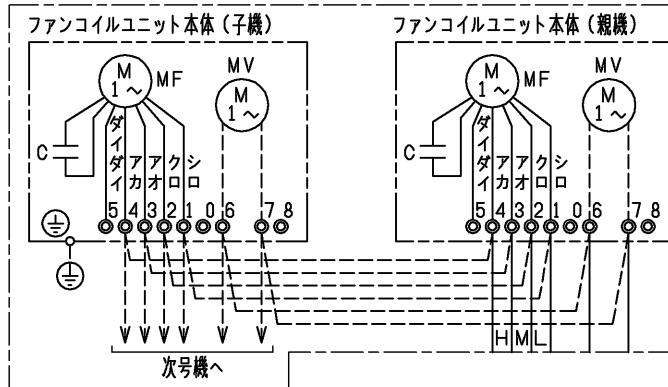 ファンコイルユニット本体（子機）
ファンコイルユニット本体（親機）
M
1～
MF
MV
M
1～
C
ダイダイ
アカ
アオ
クロ
シロ
5 4 3 2 1 0 6 7 8
M
1～
MF
MV
M
1～
C
ダイダイ
アカ
アオ
クロ
シロ
5 4 3 2 1 0 6 7 8
H M L
次号機へ